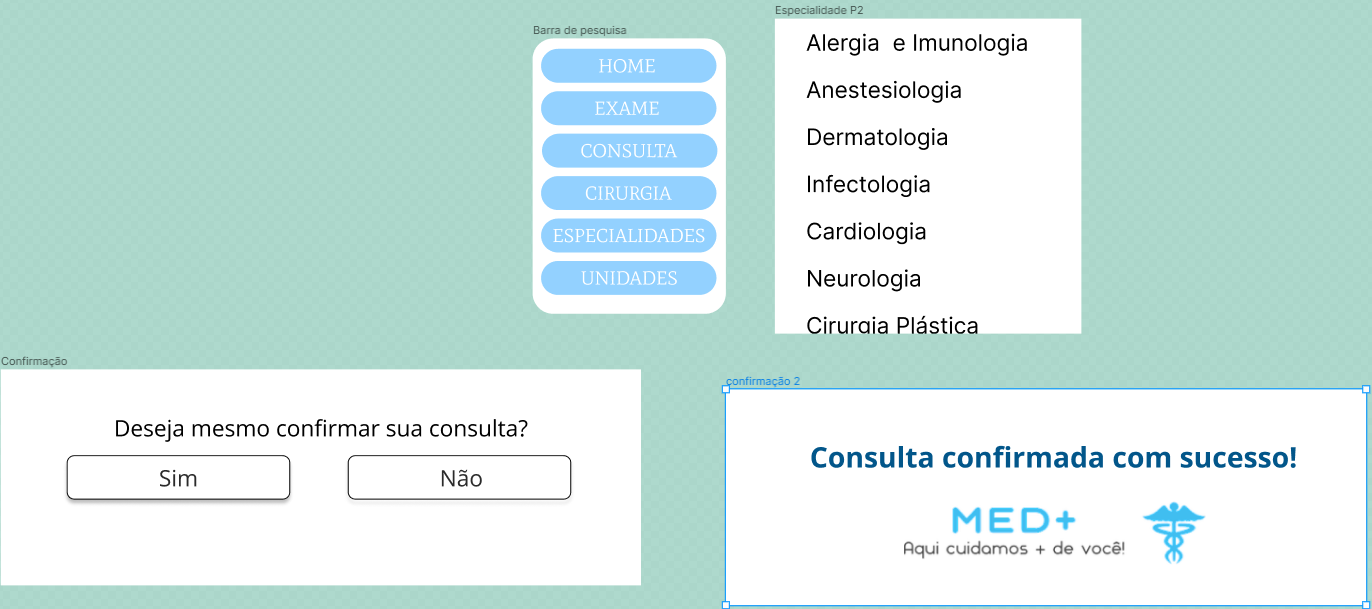 Especialidade P2
Barra de pesquisa
HOME
EXAME
CONSULTA
CIRURGIA
ESPECIALIDADES
UNIDADES
Alergia  e Imunologia
Anestesiologia
Dermatologia
Infectologia
Cardiologia
Neurologia
Cirurgia Plástica
Confirmação
Deseja mesmo confirmar sua consulta?
Sim
Não
confirmação 2
Consulta confirmada com sucesso!
MED+
Aqui cuidamos + de você!